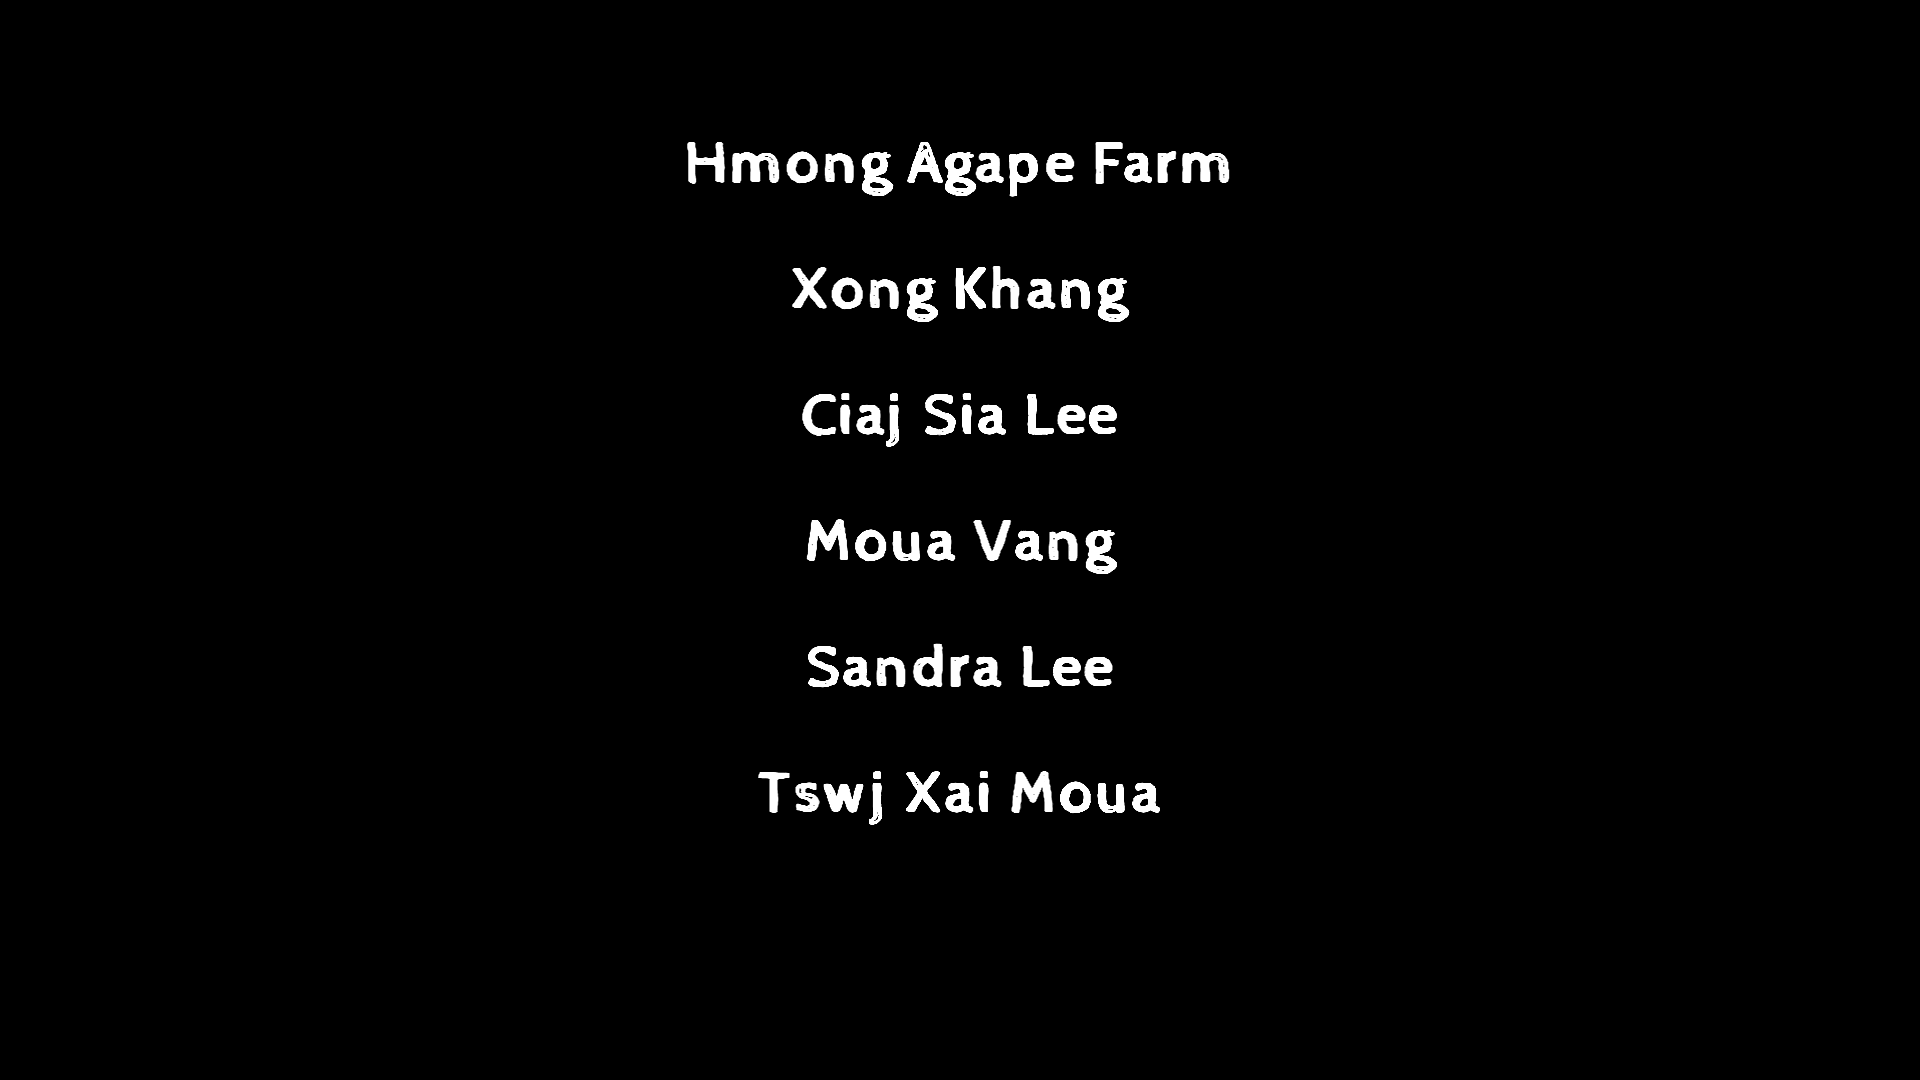 Hmong Agape Farm
Xong Khang
Ciaj Sia Lee
Moua Vang
Sandra Lee
Tswj Xai Moua